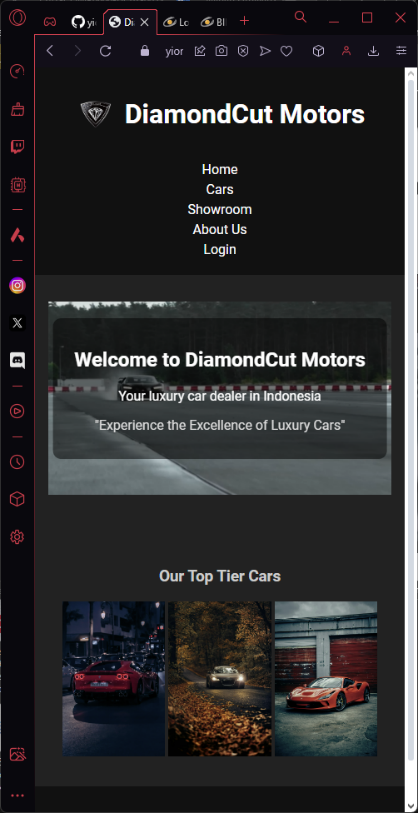 yio
Di
Lo
Bl
yior
DiamondCut Motors
Home
Cars
Showroom
About Us
Login
Welcome to DiamondCut Motors
Your luxury car dealer in Indonesia
"Experience the Excellence of Luxury Cars"
Our Top Tier Cars